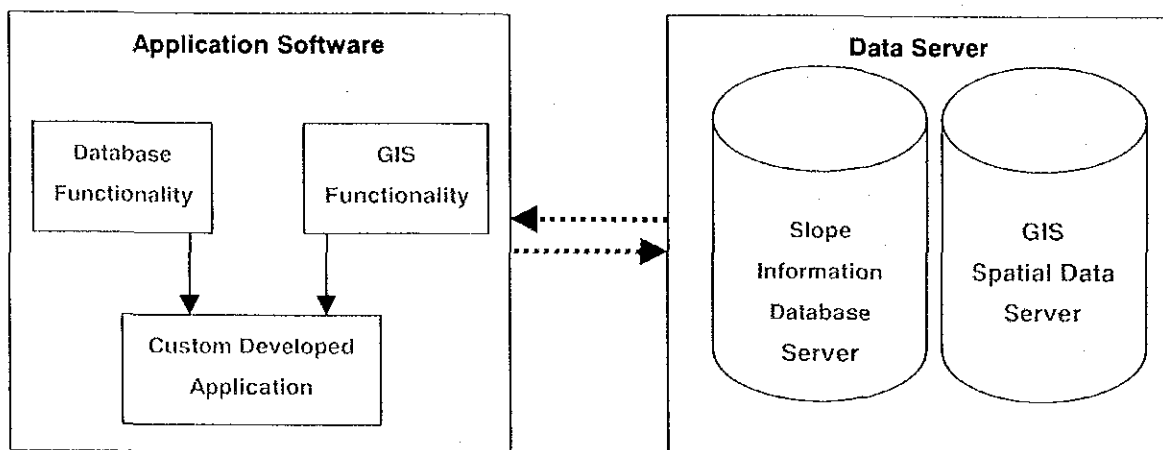 Application Software
Database
Functionality
GIS
Functionality
Custom Developed
Application
Data Server
Slope
Information
Database
Server
GIS
Spatial Data
Server